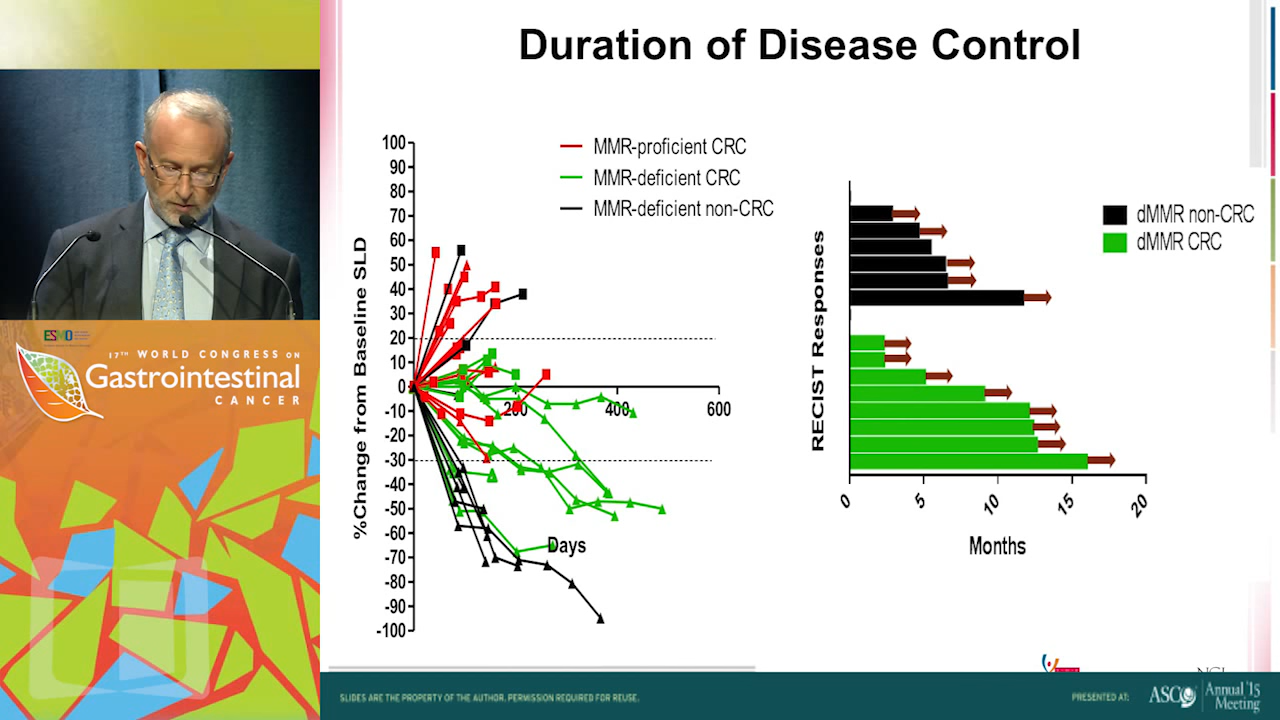 Duration of Disease Control
%Change from Baseline SLD
100
90
80
70
60
50
40
30
20
10
0
-10
-20
-30
-40
-50
-60
-70
-80
-90
-100
200
400
600
Days
MMR-proficient CRC
MMR-deficient CRC
MMR-deficient non-CRC
RECIST Responses
dMMR non-CRC
dMMR CRC
0
5
10
15
20
Months
ESMO
17TH WORLD CONGRESS ON
Gastrointestinal
CANCER
SLIDES ARE THE PROPERTY OF THE AUTHOR. PERMISSION REQUIRED FOR REUSE.
PRESENTED AT:
ASCO
Annual '15
Meeting